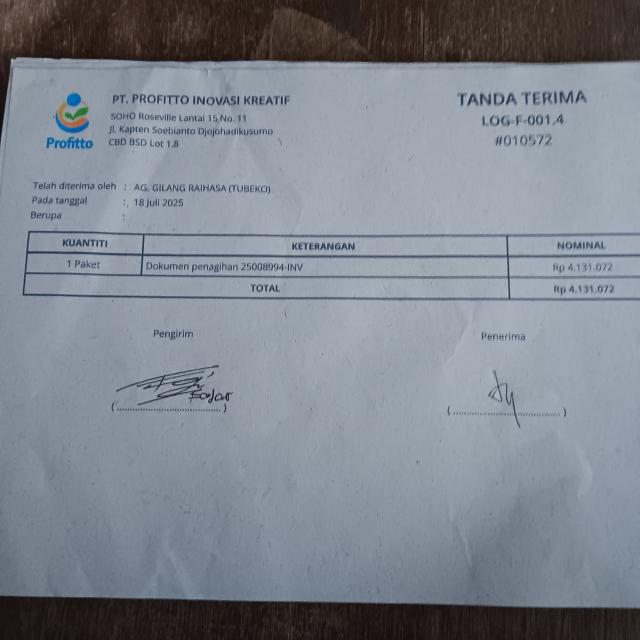 Profitto
PT. PROFITTO INOVASI KREATIF
SOHO Roseville Lantai 15 No. 11
Jl. Kapten Soebianto Djojohadikusumo
CBD BSD Lot 1.8
TANDA TERIMA
LOG-F-001.4
#010572
Telah diterima oleh : AG. GILANG RAIHASA (TUBEKO)
Pada tanggal : 18 Juli 2025
Berupa :
KUANTITI KETERANGAN NOMINAL
1 Paket Dokumen penagihan 25008994-INV Rp 4.131.072
TOTAL Rp 4.131.072
Pengirim Penerima
Fajar
(..............................) (..............................)